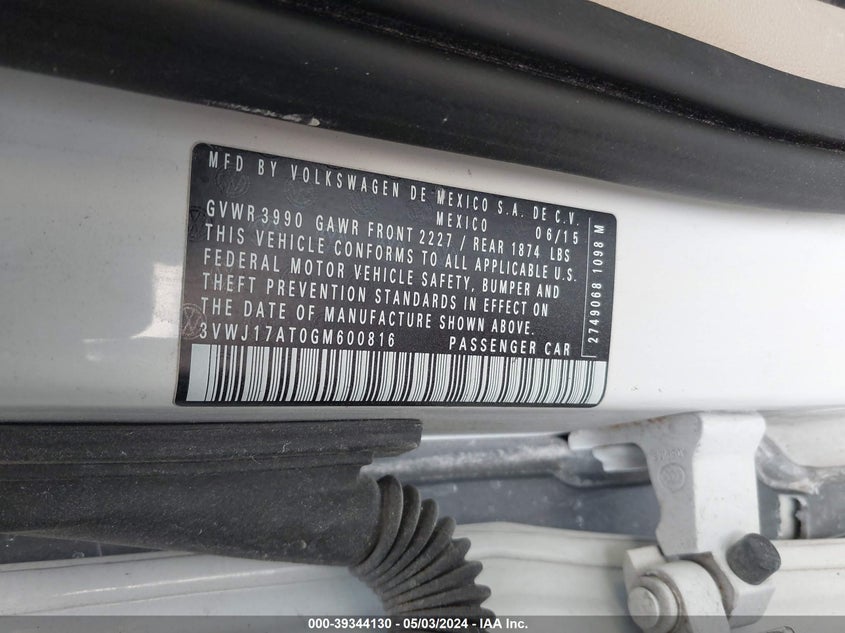 MFD BY VOLKSWAGEN DE MEXICO S.A. DE C.V.
MEXICO 06/15
GVWR 3990 GAWR FRONT 2227 / REAR 1874 LBS
THIS VEHICLE CONFORMS TO ALL APPLICABLE U.S.
FEDERAL MOTOR VEHICLE SAFETY, BUMPER AND
THEFT PREVENTION STANDARDS IN EFFECT ON
THE DATE OF MANUFACTURE SHOWN ABOVE.
3VWJ17AT0GM600816 PASSENGER CAR
2749068 1098 M
000-39344130 - 05/03/2024 - IAA Inc.